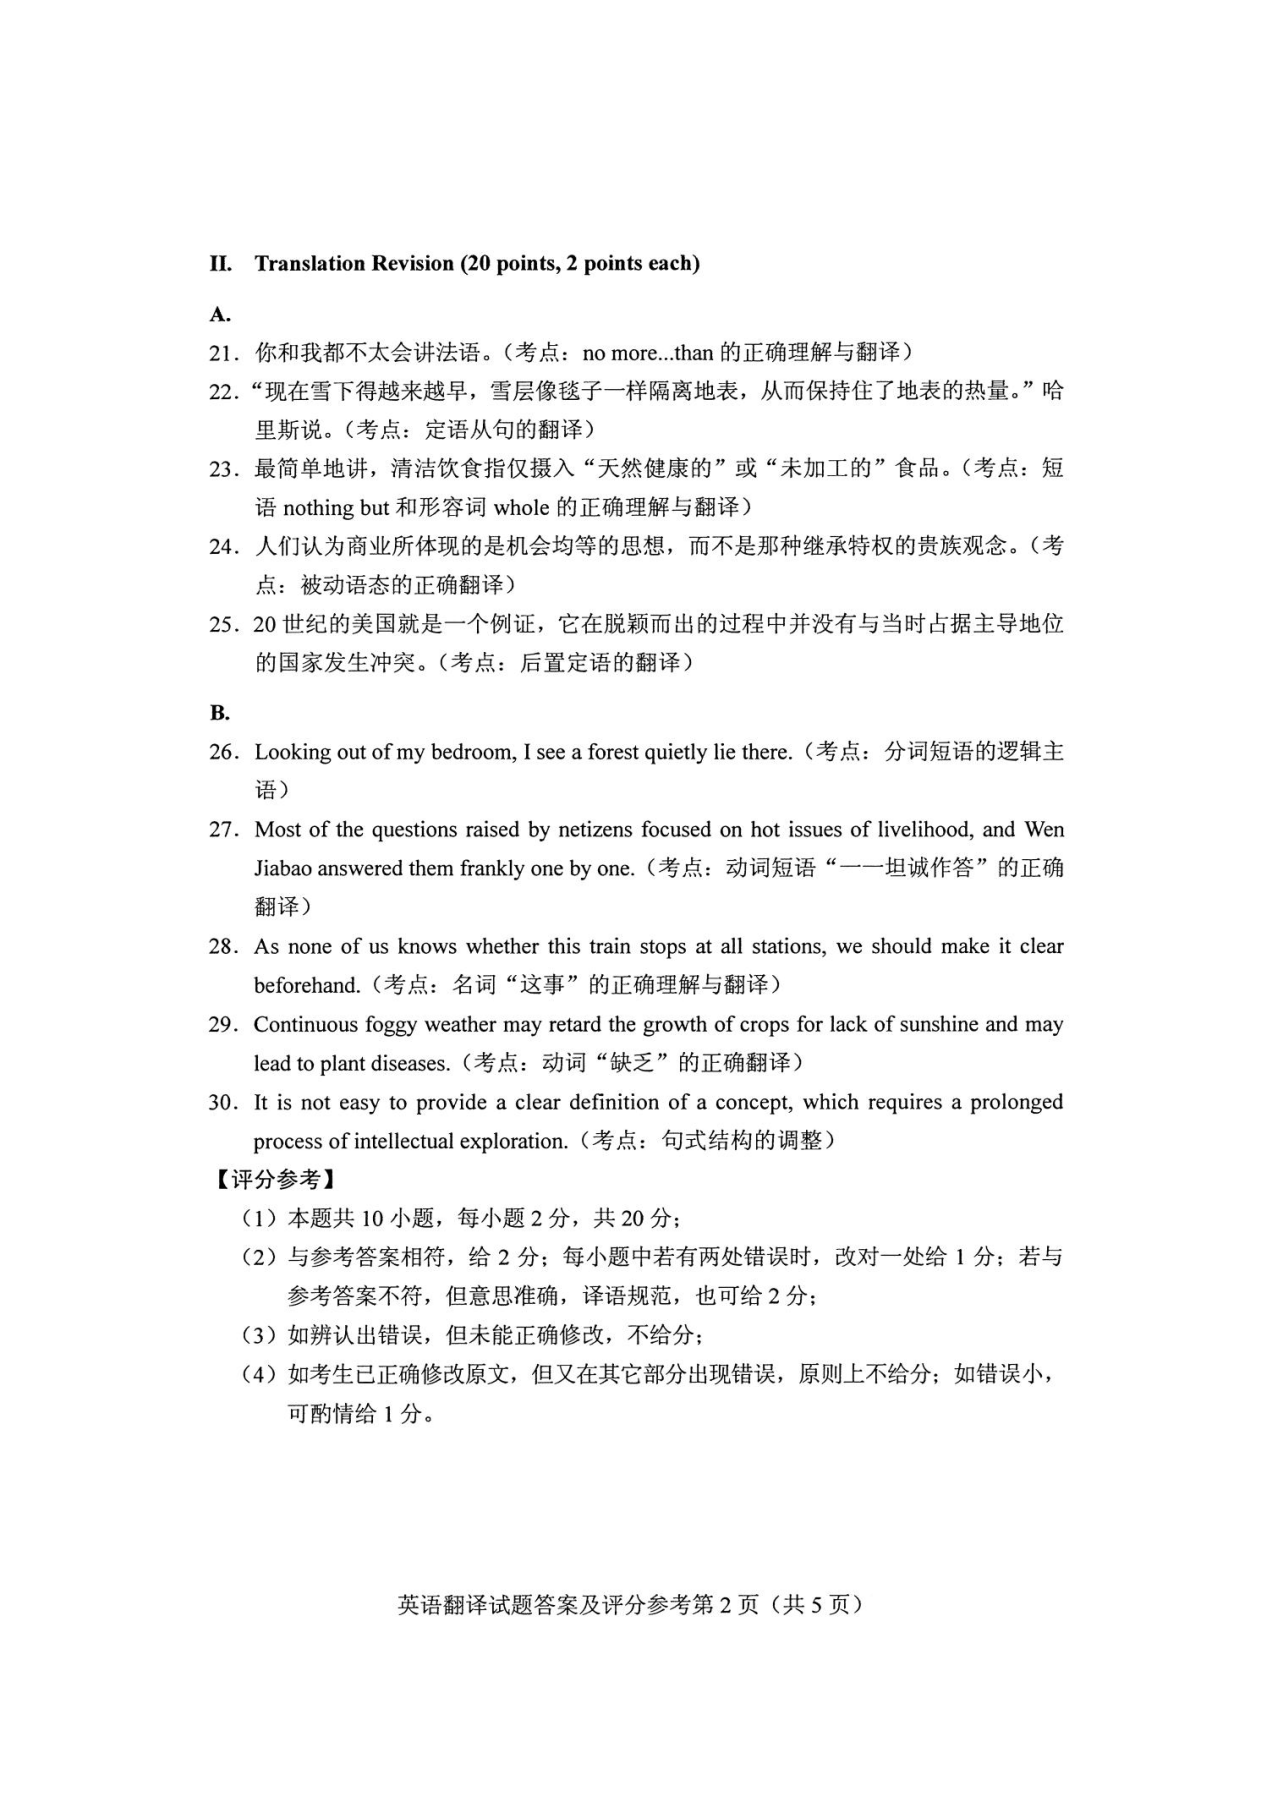 II. Translation Revision (20 points, 2 points each)
A.
21．你和我都不太会讲法语。（考点：no more...than 的正确理解与翻译）
22．“现在雪下得越来越早，雪层像毯子一样隔离地表，从而保持住了地表的热量。”哈
里斯说。（考点：定语从句的翻译）
23．最简单地讲，清洁饮食指仅摄入“天然健康的”或“未加工的”食品。（考点：短
语 nothing but 和形容词 whole 的正确理解与翻译）
24．人们认为商业所体现的是机会均等的思想，而不是那种继承特权的贵族观念。（考
点：被动语态的正确翻译）
25．20 世纪的美国就是一个例证，它在脱颖而出的过程中并没有与当时占据主导地位
的国家发生冲突。（考点：后置定语的翻译）
B.
26．Looking out of my bedroom, I see a forest quietly lie there.（考点：分词短语的逻辑主
语）
27．Most of the questions raised by netizens focused on hot issues of livelihood, and Wen
Jiabao answered them frankly one by one.（考点：动词短语“一一坦诚作答”的正确
翻译）
28．As none of us knows whether this train stops at all stations, we should make it clear
beforehand.（考点：名词“这事”的正确理解与翻译）
29．Continuous foggy weather may retard the growth of crops for lack of sunshine and may
lead to plant diseases.（考点：动词“缺乏”的正确翻译）
30．It is not easy to provide a clear definition of a concept, which requires a prolonged
process of intellectual exploration.（考点：句式结构的调整）
【评分参考】
（1）本题共 10 小题，每小题 2 分，共 20 分；
（2）与参考答案相符，给 2 分；每小题中若有两处错误时，改对一处给 1 分；若与
参考答案不符，但意思准确，译语规范，也可给 2 分；
（3）如辨认出错误，但未能正确修改，不给分；
（4）如考生已正确修改原文，但又在其它部分出现错误，原则上不给分；如错误小，
可酌情给 1 分。
英语翻译试题答案及评分参考第 2 页（共 5 页）